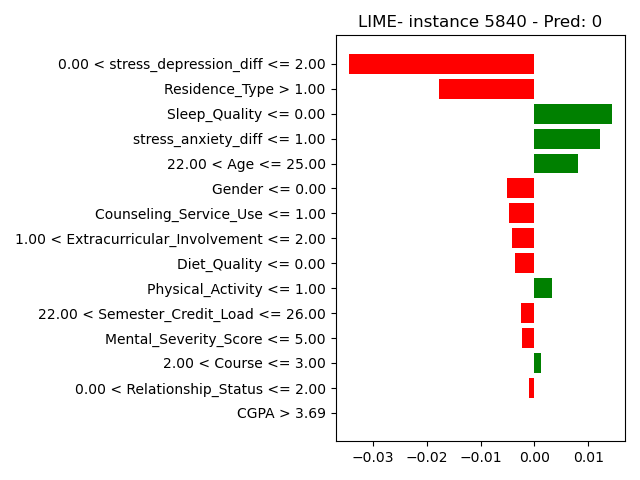 LIME- instance 5840 - Pred: 0
0.00 < stress_depression_diff <= 2.00
Residence_Type > 1.00
Sleep_Quality <= 0.00
stress_anxiety_diff <= 1.00
22.00 < Age <= 25.00
Gender <= 0.00
Counseling_Service_Use <= 1.00
1.00 < Extracurricular_Involvement <= 2.00
Diet_Quality <= 0.00
Physical_Activity <= 1.00
22.00 < Semester_Credit_Load <= 26.00
Mental_Severity_Score <= 5.00
2.00 < Course <= 3.00
0.00 < Relationship_Status <= 2.00
CGPA > 3.69
−0.03 −0.02 −0.01 0.00 0.01